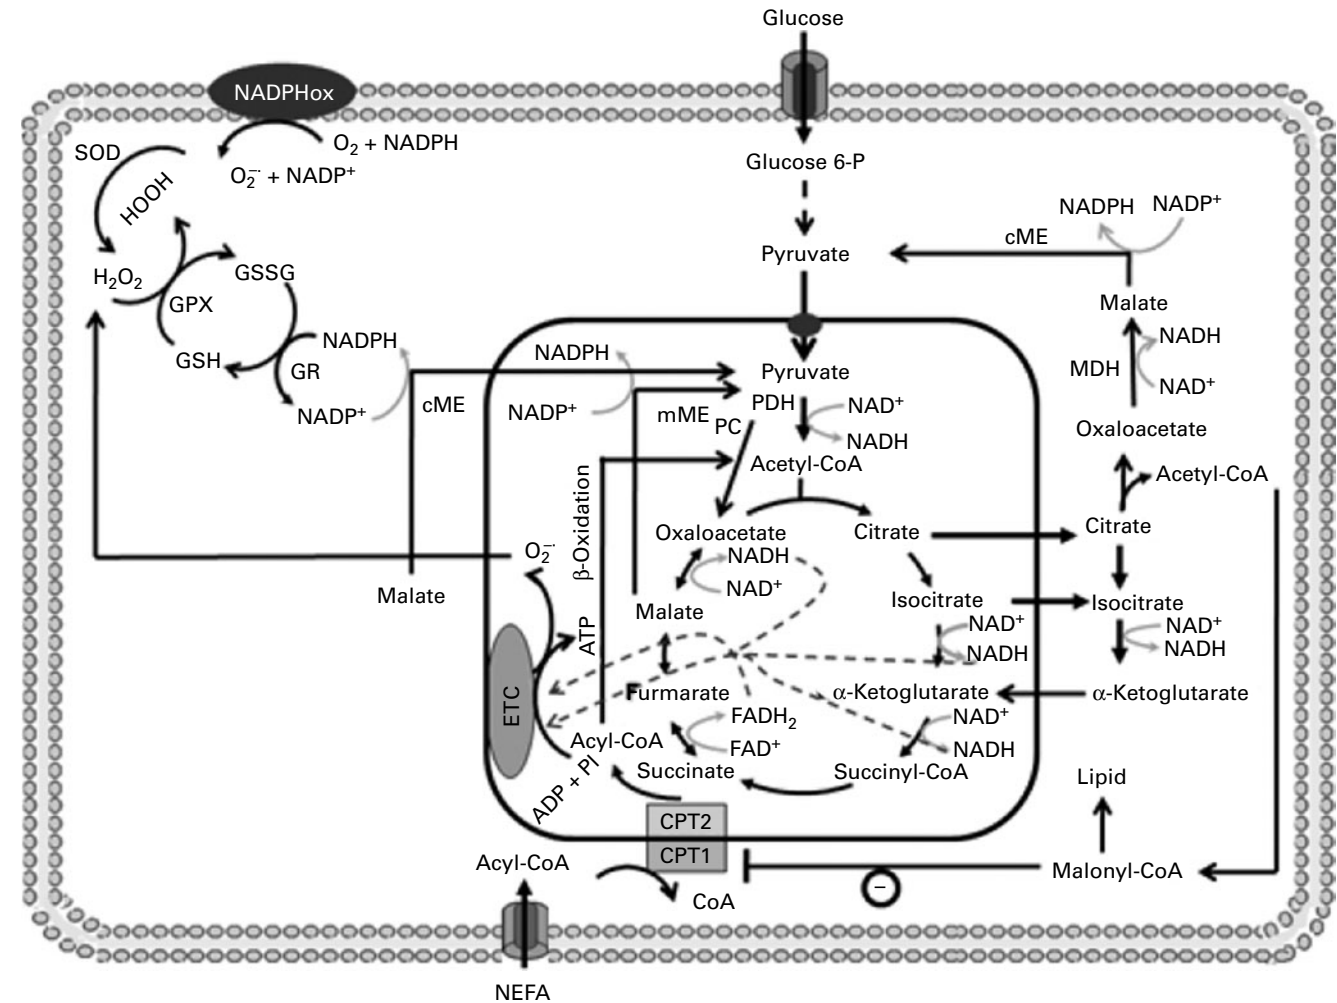 Glucose
NADPHox
O₂ + NADPH
SOD
O₂⁻· + NADP⁺
HOOH
Glucose 6-P
NADPH
NADP⁺
cME
Pyruvate
H₂O₂
GSSG
GPX
Malate
NADPH
GSH
GR
NADP⁺
cME
NADH
MDH
NAD⁺
NADPH
NADP⁺
Pyruvate
mME
PDH
NAD⁺
PC
NADH
Oxaloacetate
Acetyl-CoA
Acetyl-CoA
β-Oxidation
Oxaloacetate
Citrate
Citrate
O₂⁻·
NADH
NAD⁺
Malate
Malate
Isocitrate
Isocitrate
NAD⁺
NADH
NAD⁺
NADH
ATP
ETC
Furmarate
α-Ketoglutarate
α-Ketoglutarate
FADH₂
FAD⁺
NAD⁺
NADH
Acyl-CoA
ADP + PI
Succinate
Succinyl-CoA
Lipid
CPT2
CPT1
Acyl-CoA
Malonyl-CoA
−
CoA
NEFA